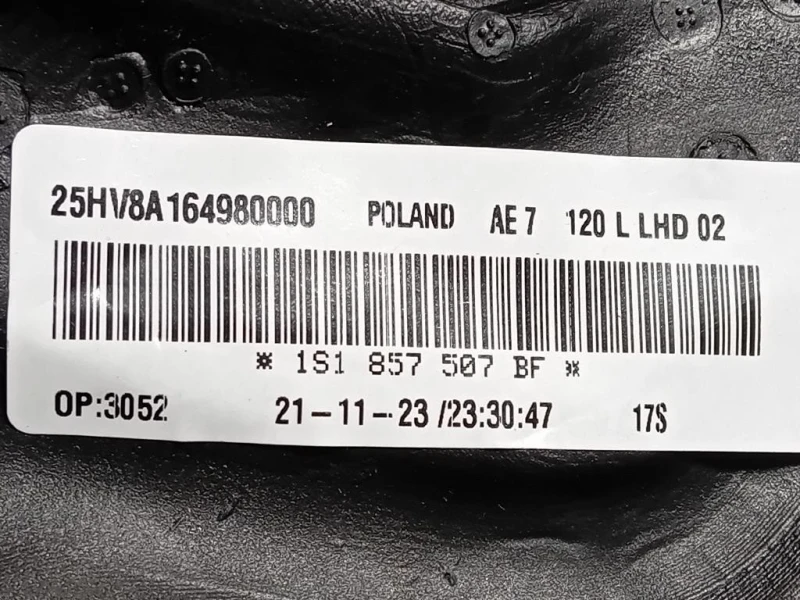 25HV8A164980000 POLAND AE 7 120 L LHD 02
* 1S1 857 507 BF *
OP:3052 21-11-23 /23:30:47 17S